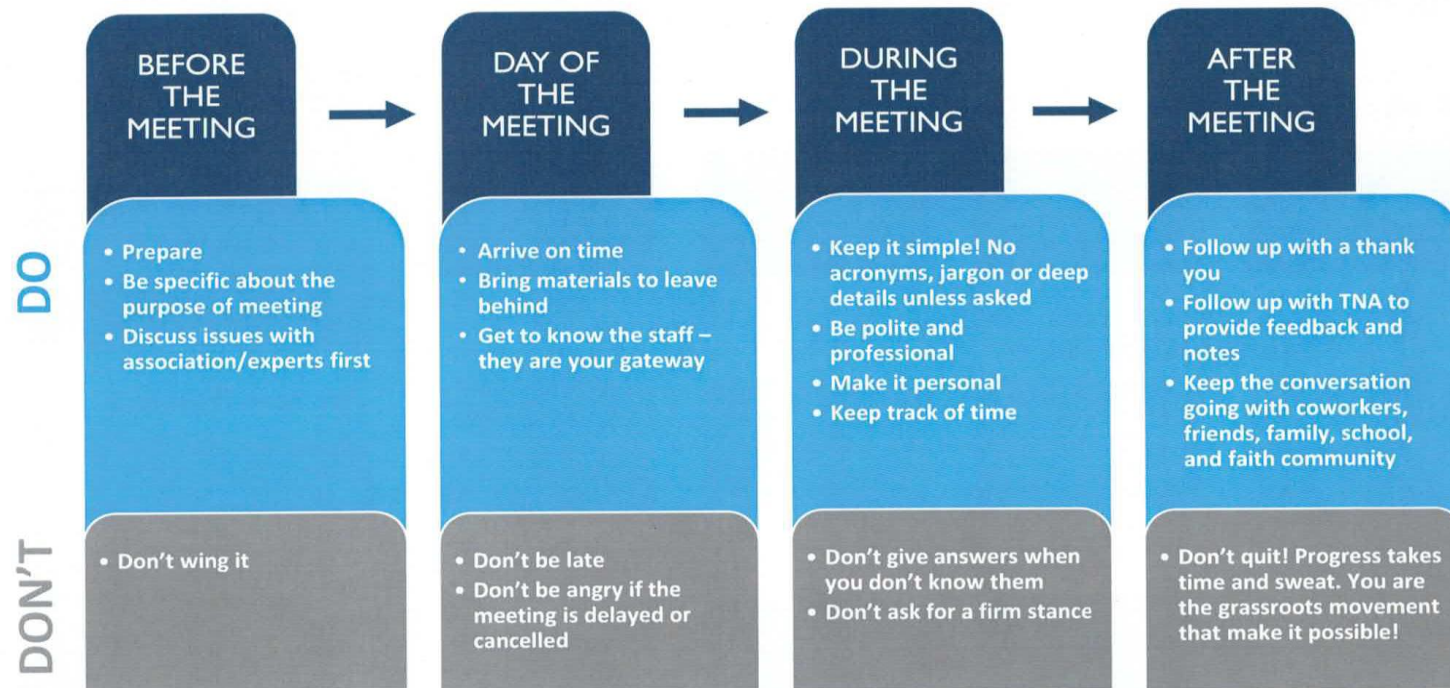 BEFORE
THE
MEETING
DAY OF
THE
MEETING
DURING
THE
MEETING
AFTER
THE
MEETING
DO
• Prepare
• Be specific about the
purpose of meeting
• Discuss issues with
association/experts first
• Arrive on time
• Bring materials to leave
behind
• Get to know the staff –
they are your gateway
• Keep it simple! No
acronyms, jargon or deep
details unless asked
• Be polite and
professional
• Make it personal
• Keep track of time
• Follow up with a thank
you
• Follow up with TNA to
provide feedback and
notes
• Keep the conversation
going with coworkers,
friends, family, school,
and faith community
DON'T
• Don't wing it
• Don't be late
• Don't be angry if the
meeting is delayed or
cancelled
• Don't give answers when
you don't know them
• Don't ask for a firm stance
• Don't quit! Progress takes
time and sweat. You are
the grassroots movement
that make it possible!